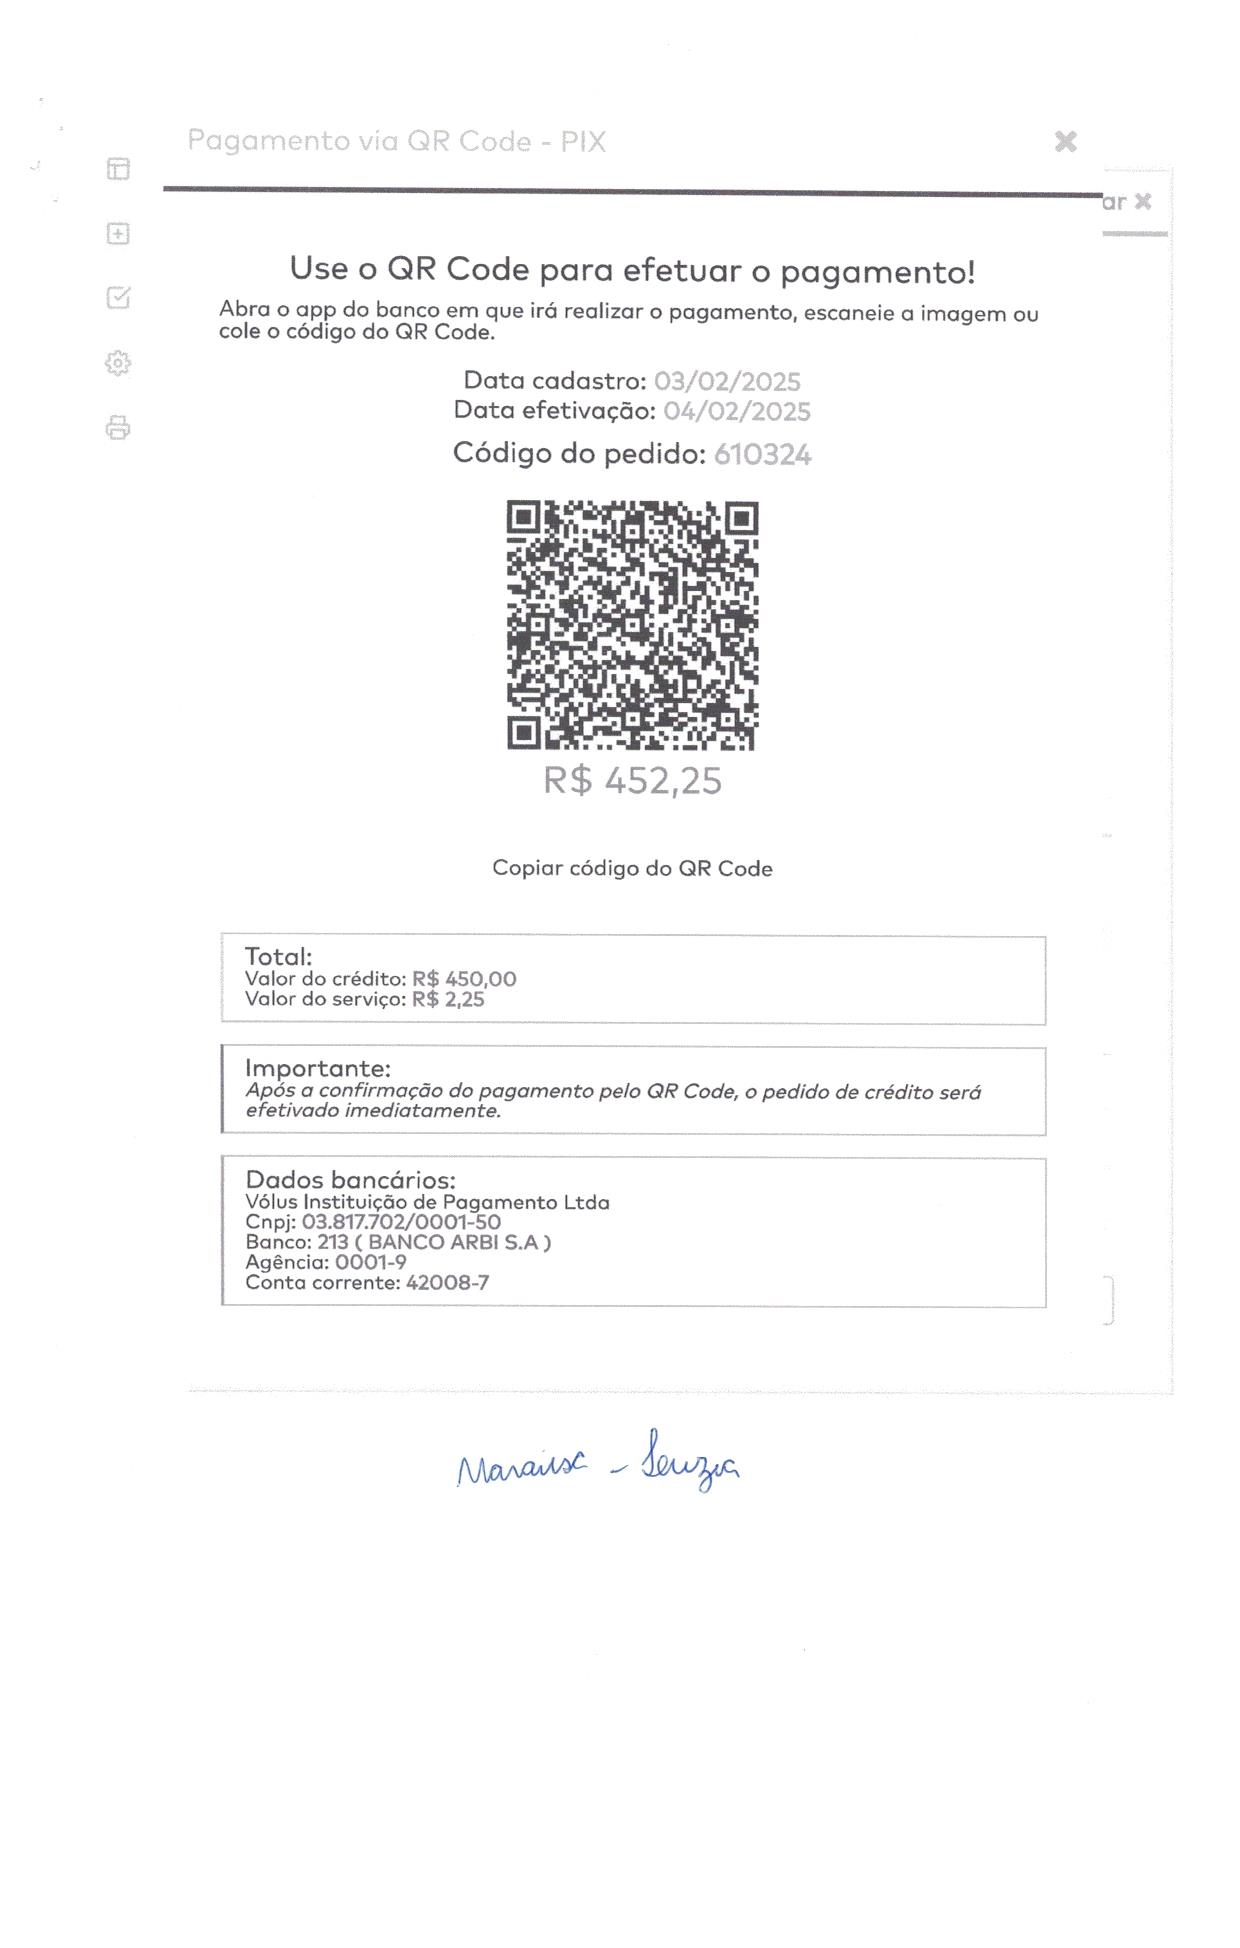 Pagamento via QR Code - PIX
ar
Use o QR Code para efetuar o pagamento!
Abra o app do banco em que irá realizar o pagamento, escaneie a imagem ou
cole o código do QR Code.
Data cadastro: 03/02/2025
Data efetivação: 04/02/2025
Código do pedido: 610324
R$ 452,25
Copiar código do QR Code
Total:
Valor do crédito: R$ 450,00
Valor do serviço: R$ 2,25
Importante:
Após a confirmação do pagamento pelo QR Code, o pedido de crédito será
efetivado imediatamente.
Dados bancários:
Vólus Instituição de Pagamento Ltda
Cnpj: 03.817.702/0001-50
Banco: 213 ( BANCO ARBI S.A )
Agência: 0001-9
Conta corrente: 42008-7